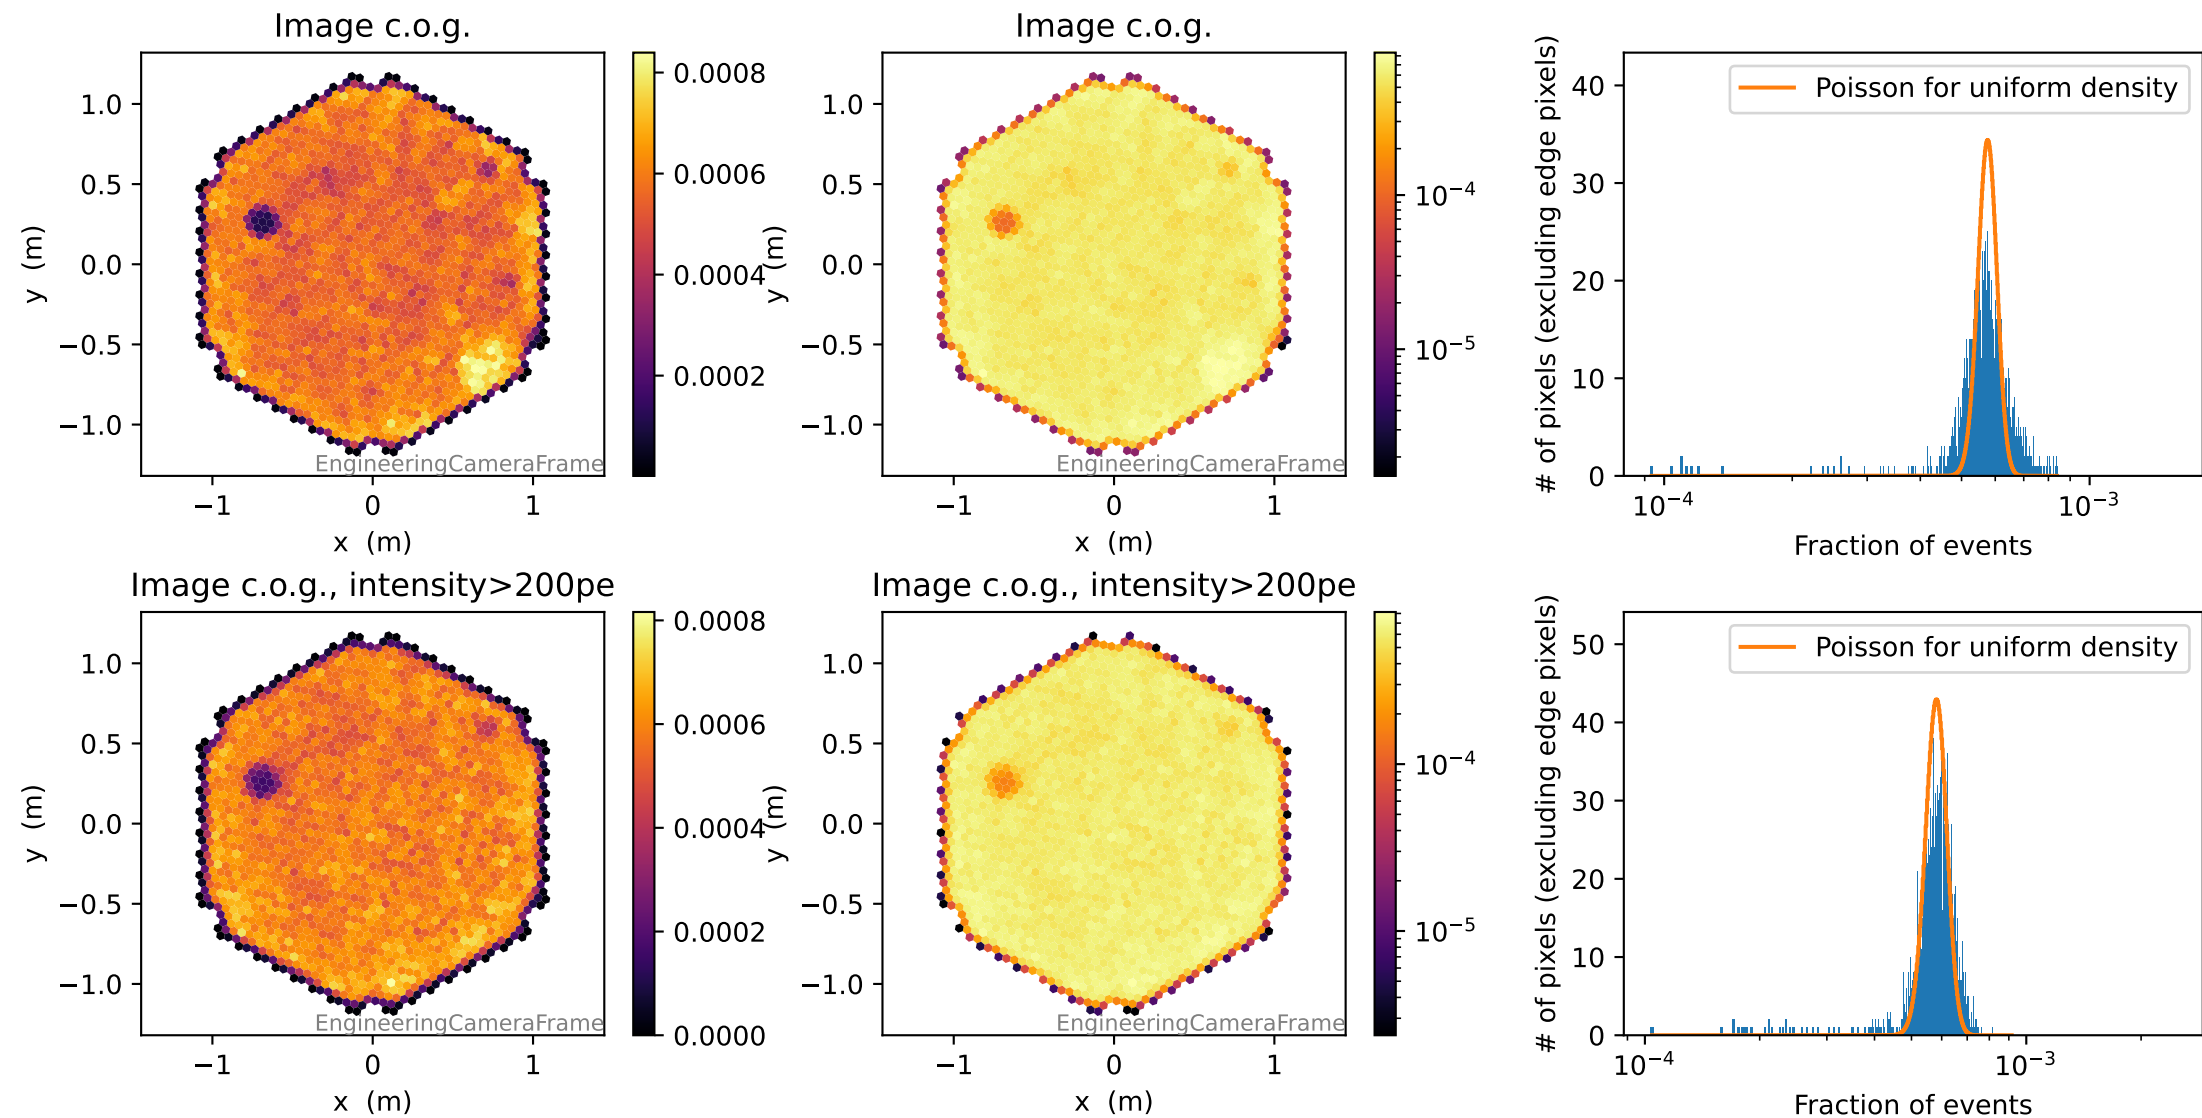 Image c.o.g.
1.0
0.5
0.0
−0.5
−1.0
y (m)
−1
0
1
x (m)
EngineeringCameraFrame
0.0008
0.0006
0.0004
0.0002
Image c.o.g.
1.0
0.5
0.0
−0.5
−1.0
y (m)
−1
0
1
x (m)
EngineeringCameraFrame
10⁻⁴
10⁻⁵
# of pixels (excluding edge pixels)
40
30
20
10
0
Poisson for uniform density
10⁻⁴
10⁻³
Fraction of events
Image c.o.g., intensity>200pe
1.0
0.5
0.0
−0.5
−1.0
y (m)
−1
0
1
x (m)
EngineeringCameraFrame
0.0008
0.0006
0.0004
0.0002
0.0000
Image c.o.g., intensity>200pe
1.0
0.5
0.0
−0.5
−1.0
y (m)
−1
0
1
x (m)
EngineeringCameraFrame
10⁻⁴
10⁻⁵
# of pixels (excluding edge pixels)
50
40
30
20
10
0
Poisson for uniform density
10⁻⁴
10⁻³
Fraction of events